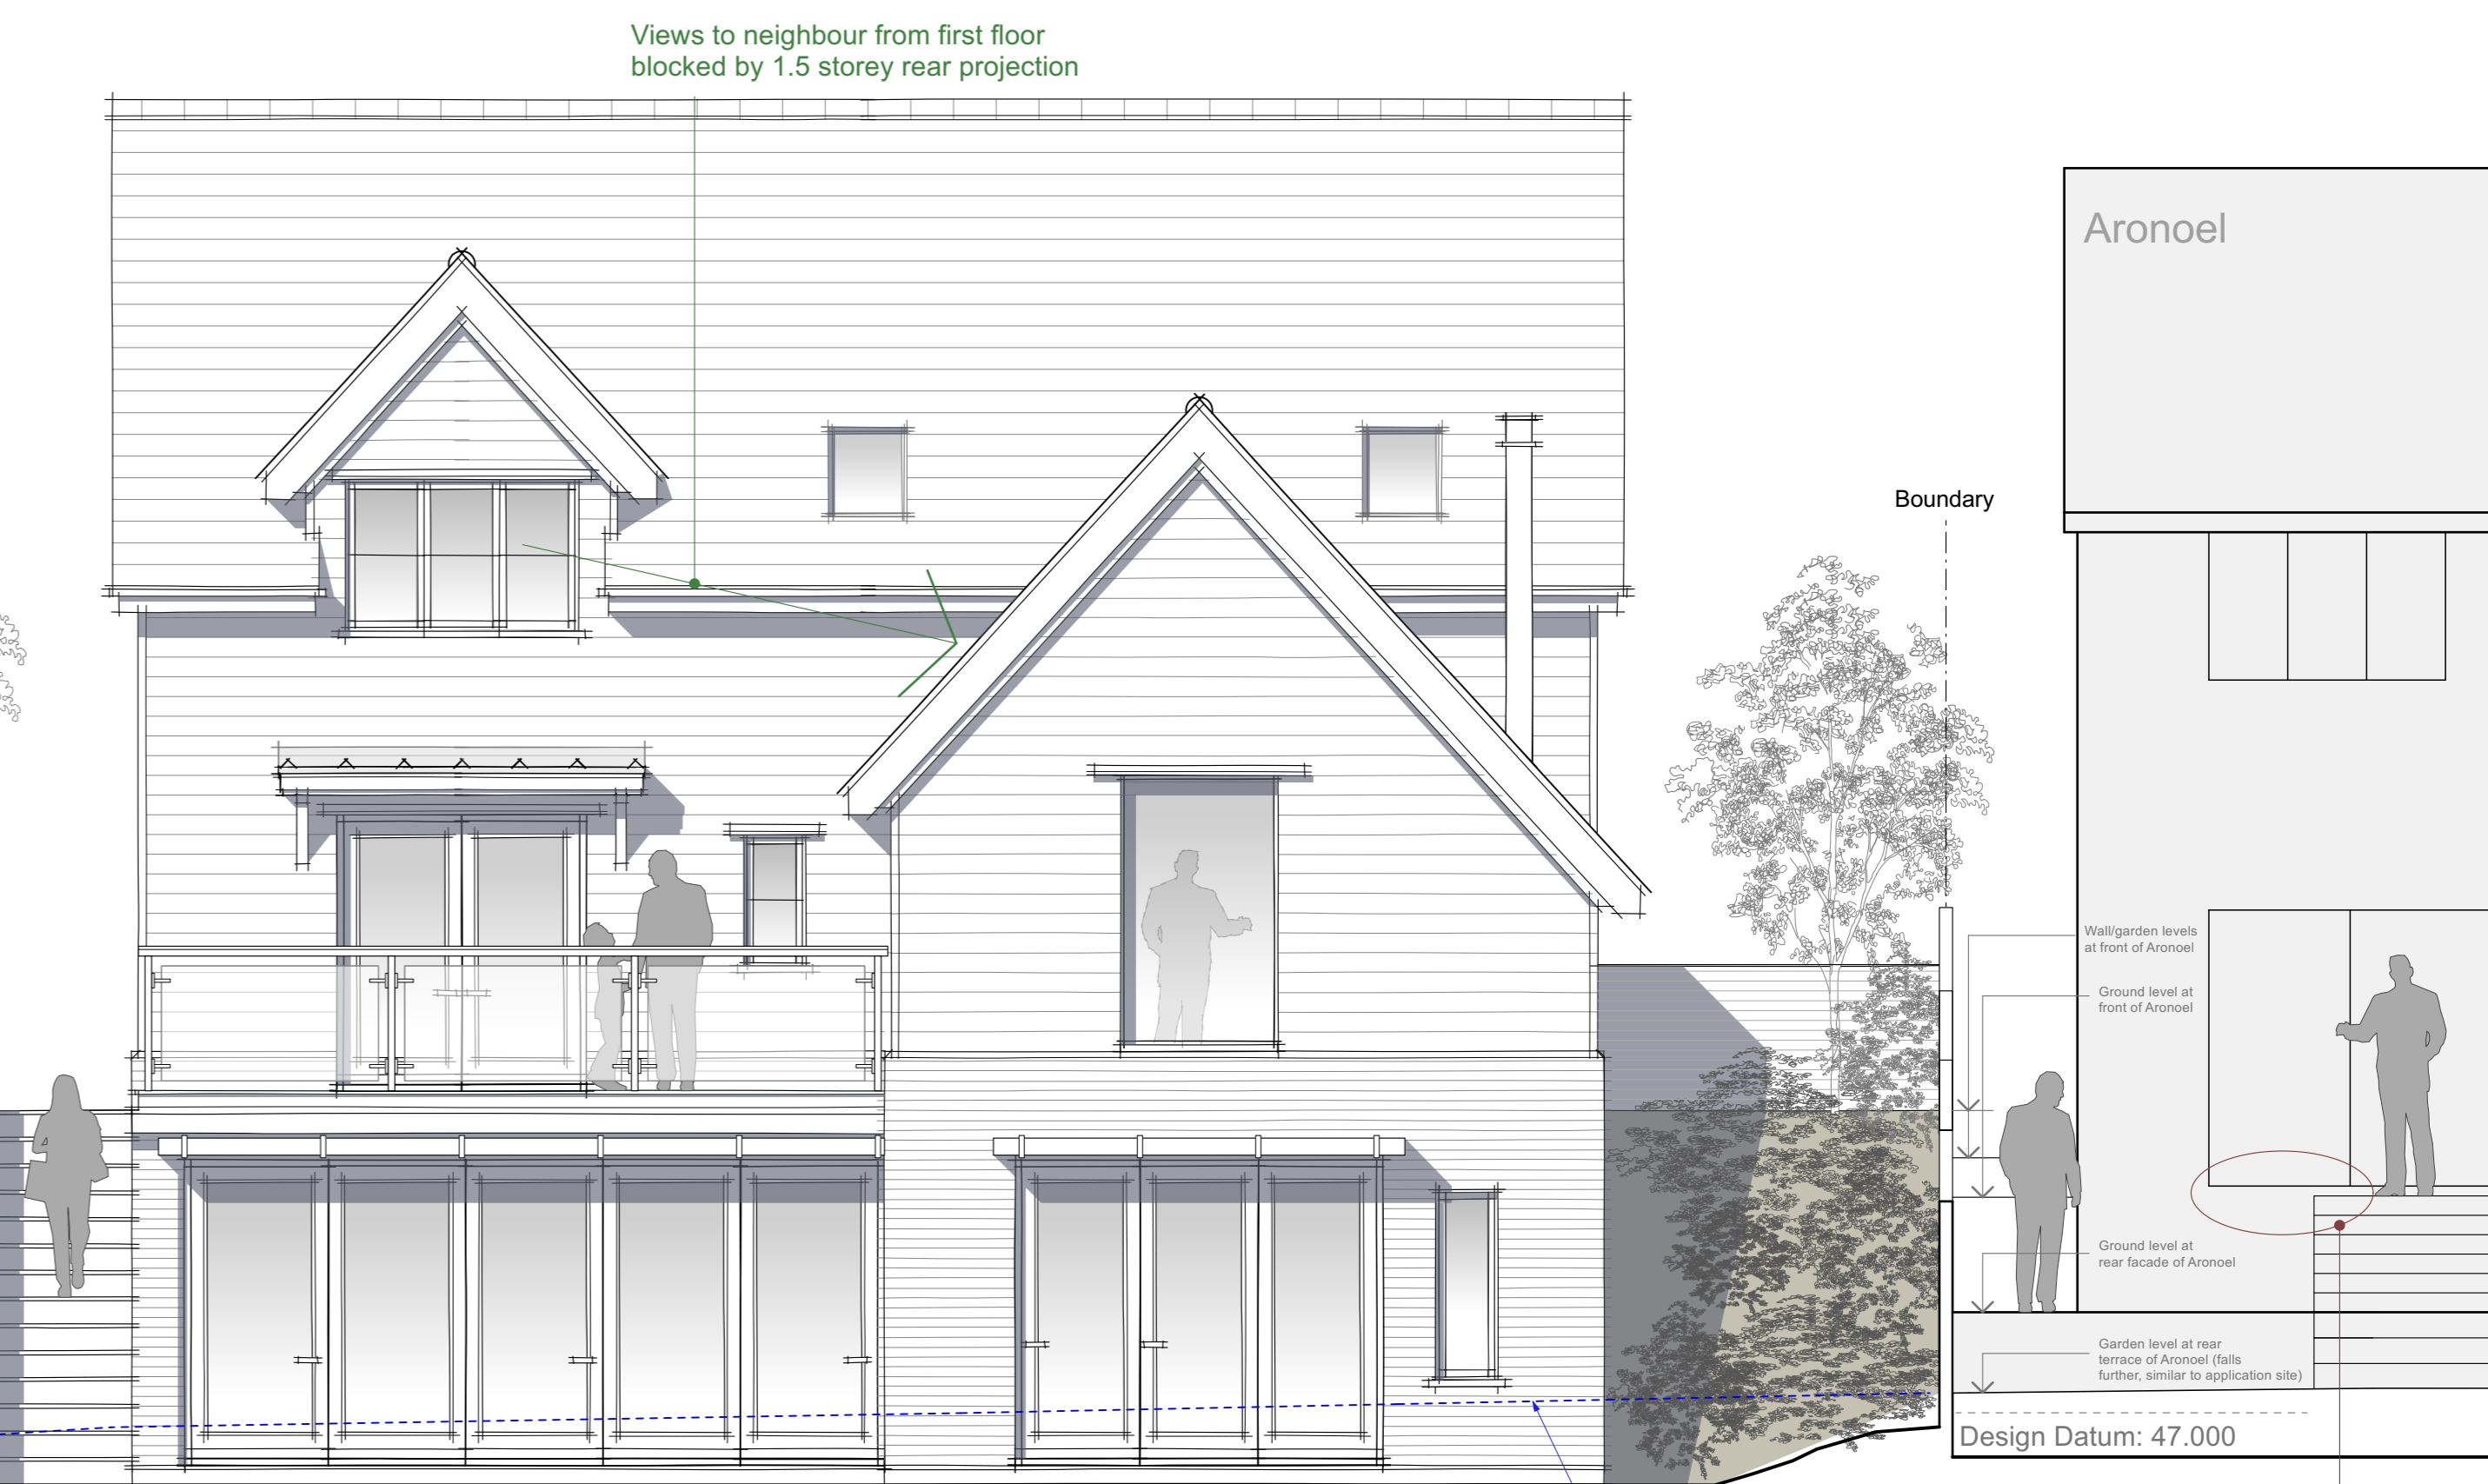 Views to neighbour from first floor
blocked by 1.5 storey rear projection
Aronoel
Boundary
Wall/garden levels
at front of Aronoel
Ground level at
front of Aronoel
Ground level at
rear facade of Aronoel
Garden level at rear
terrace of Aronoel (falls
further, similar to application site)
Design Datum: 47.000